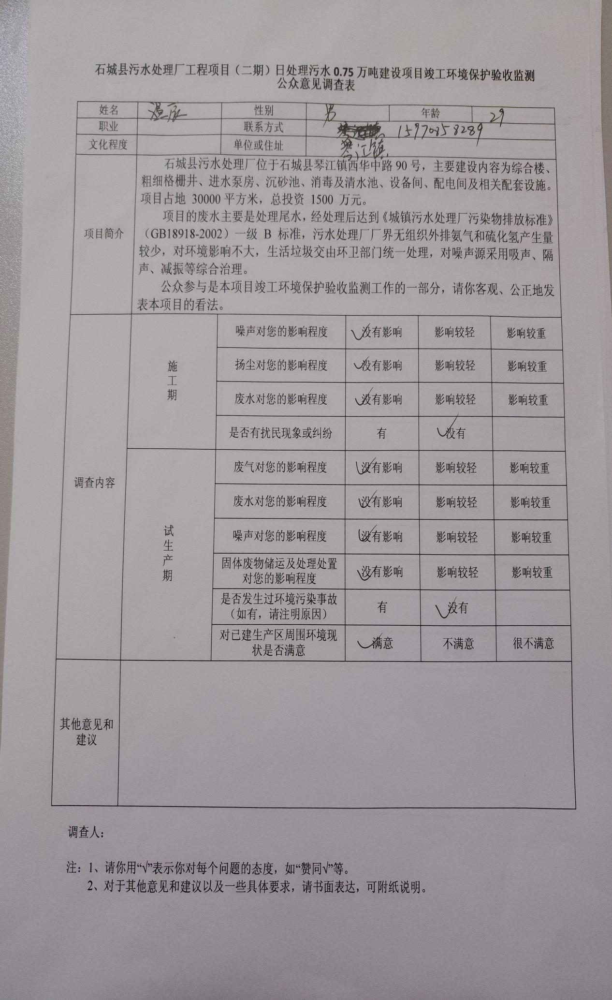 石城县污水处理厂工程项目（二期）日处理污水 0.75 万吨建设项目竣工环境保护验收监测
公众意见调查表
姓名 温辰 性别 男 年龄 29
职业 联系方式 15970858289
文化程度 单位或住址 琴江镇
项目简介
石城县污水处理厂位于石城县琴江镇西华中路 90 号，主要建设内容为综合楼、
粗细格栅井、进水泵房、沉砂池、消毒及清水池、设备间、配电间及相关配套设施。
项目占地 30000 平方米，总投资 1500 万元。
项目的废水主要是处理尾水，经处理后达到《城镇污水处理厂污染物排放标准》
（GB18918-2002）一级 B 标准，污水处理厂厂界无组织外排氨气和硫化氢产生量
较少，对环境影响不大，生活垃圾交由环卫部门统一处理，对噪声源采用吸声、隔
声、减振等综合治理。
公众参与是本项目竣工环境保护验收监测工作的一部分，请你客观、公正地发
表本项目的看法。
调查内容
施工期
噪声对您的影响程度 √没有影响 影响较轻 影响较重
扬尘对您的影响程度 √没有影响 影响较轻 影响较重
废水对您的影响程度 √没有影响 影响较轻 影响较重
是否有扰民现象或纠纷 有 √没有
试生产期
废气对您的影响程度 √没有影响 影响较轻 影响较重
废水对您的影响程度 √没有影响 影响较轻 影响较重
噪声对您的影响程度 √没有影响 影响较轻 影响较重
固体废物储运及处理处置
对您的影响程度 √没有影响 影响较轻 影响较重
是否发生过环境污染事故
（如有，请注明原因） 有 √没有
对已建生产区周围环境现
状是否满意 √满意 不满意 很不满意
其他意见和
建议
调查人：
注：1、请你用“√”表示你对每个问题的态度，如“赞同√”等。
2、对于其他意见和建议以及一些具体要求，请书面表达，可附纸说明。